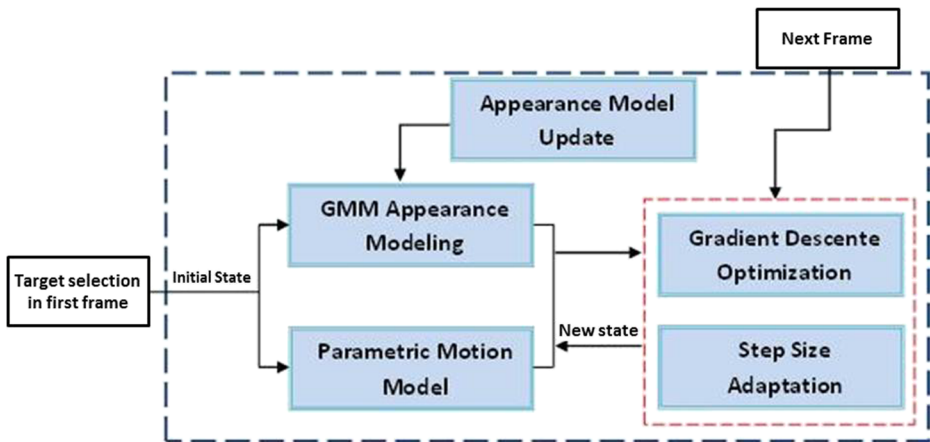 Next Frame
Appearance Model
Update
GMM Appearance
Modeling
Gradient Descente
Optimization
Target selection
in first frame
Initial State
New state
Parametric Motion
Model
Step Size
Adaptation